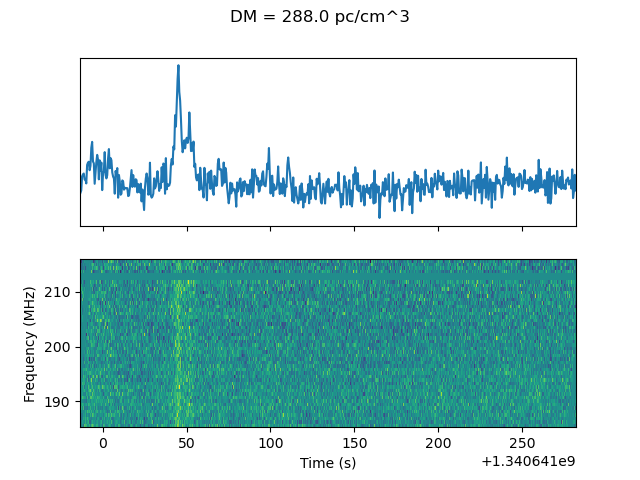 DM = 288.0 pc/cm^3
Frequency (MHz)
210
200
190
0 50 100 150 200 250
Time (s)
+1.340641e9